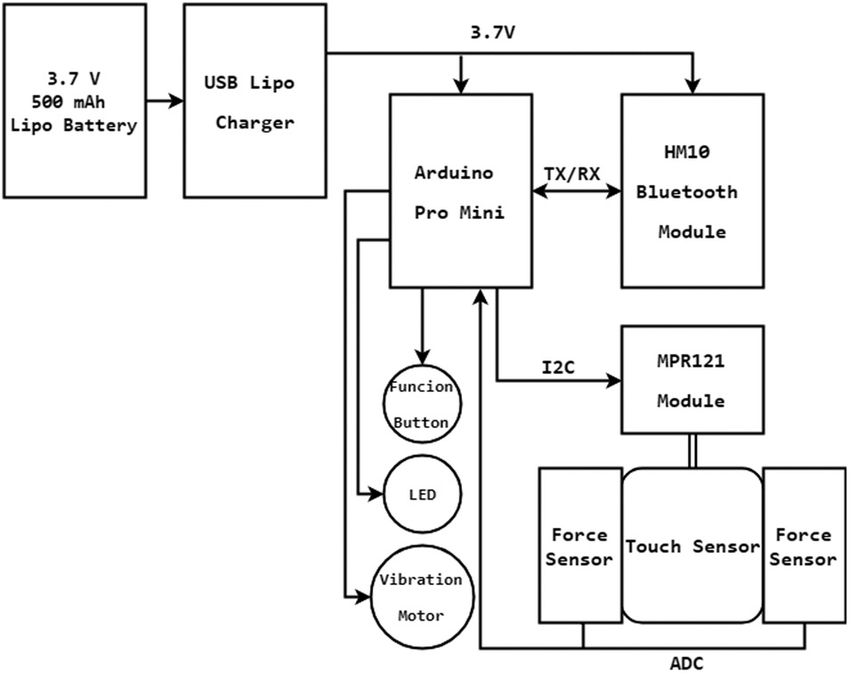 3.7V
3.7 V
500 mAh
Lipo Battery
USB Lipo
Charger
Arduino
Pro Mini
TX/RX
HM10
Bluetooth
Module
I2C
MPR121
Module
Funcion
Button
LED
Vibration
Motor
Force
Sensor
Touch Sensor
Force
Sensor
ADC